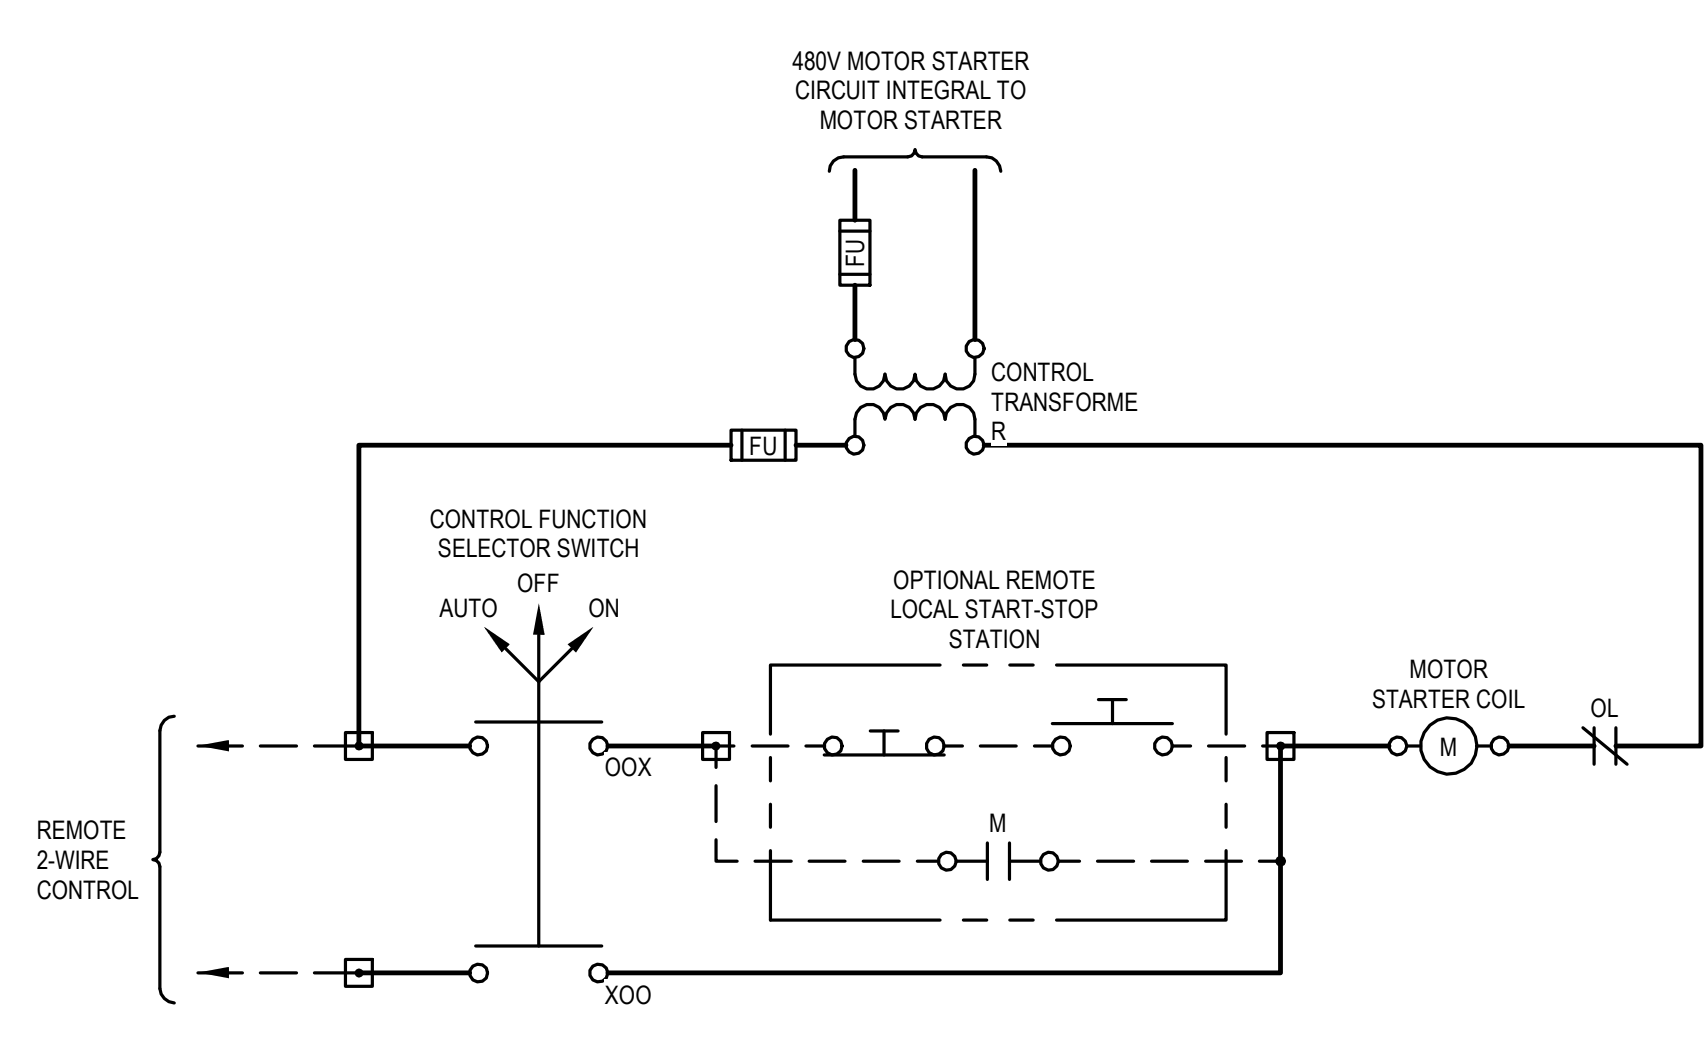 480V MOTOR STARTER
CIRCUIT INTEGRAL TO
MOTOR STARTER
FU
CONTROL
TRANSFORME
R
FU
CONTROL FUNCTION
SELECTOR SWITCH
OFF
AUTO
ON
OPTIONAL REMOTE
LOCAL START-STOP
STATION
MOTOR
STARTER COIL
OL
M
OOX
M
REMOTE
2-WIRE
CONTROL
XOO